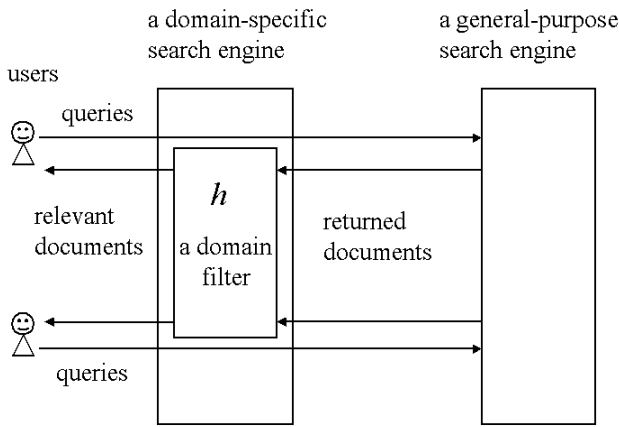 a domain-specific
search engine
a general-purpose
search engine
users
queries
h
a domain
filter
relevant
documents
returned
documents
queries